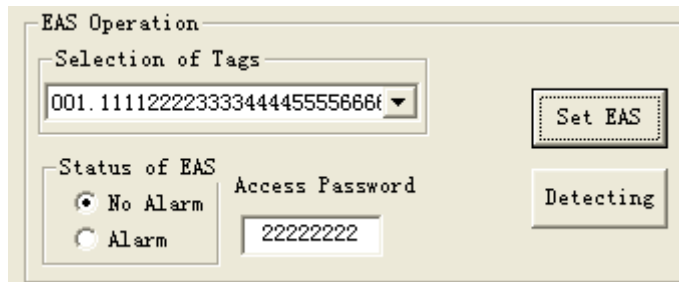 EAS Operation
Selection of Tags
001.111122223333444455556666
Set EAS
Status of EAS
No Alarm
Alarm
Access Password
22222222
Detecting